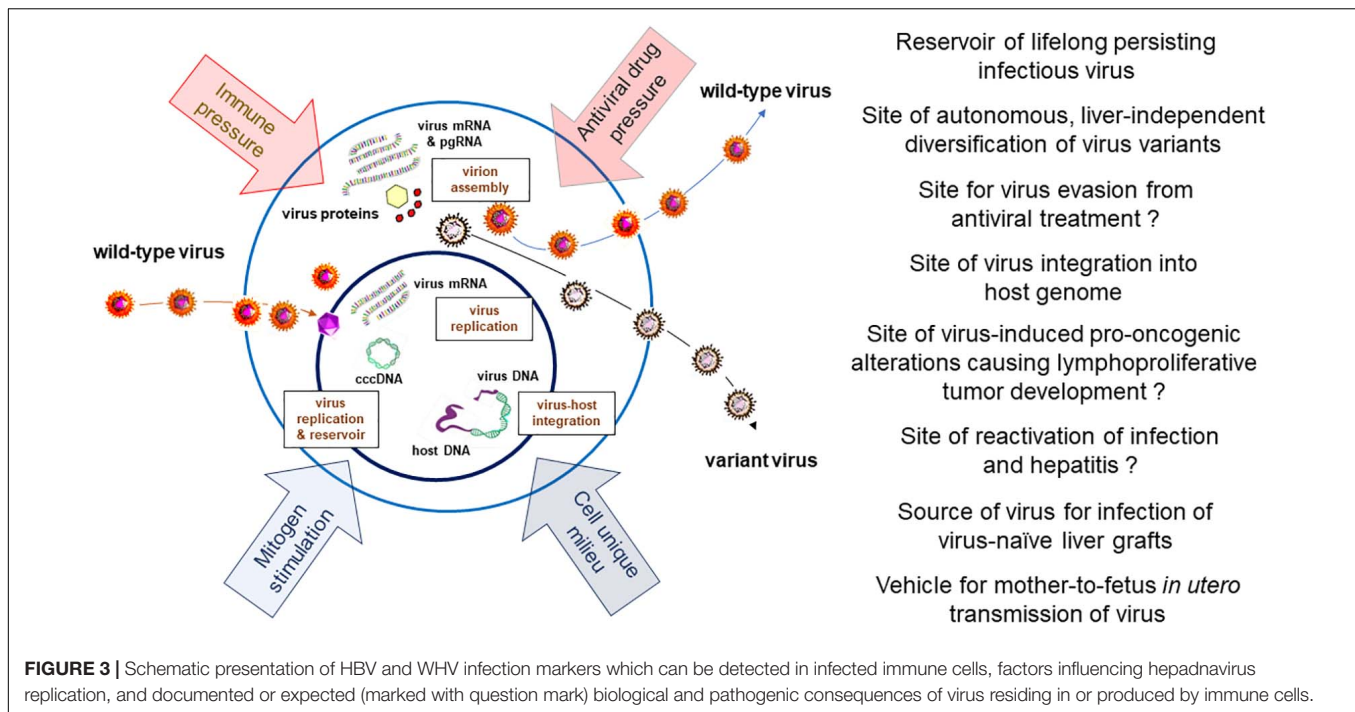 Immune
pressure
Antiviral drug
pressure
wild-type virus
virus mRNA
& pgRNA
virion
assembly
virus proteins
wild-type virus
virus mRNA
virus
replication
cccDNA
virus DNA
virus
replication
& reservoir
virus-host
integration
host DNA
variant virus
Mitogen
stimulation
Cell unique
milieu
Reservoir of lifelong persisting
infectious virus
Site of autonomous, liver-independent
diversification of virus variants
Site for virus evasion from
antiviral treatment ?
Site of virus integration into
host genome
Site of virus-induced pro-oncogenic
alterations causing lymphoproliferative
tumor development ?
Site of reactivation of infection
and hepatitis ?
Source of virus for infection of
virus-naïve liver grafts
Vehicle for mother-to-fetus in utero
transmission of virus
FIGURE 3 | Schematic presentation of HBV and WHV infection markers which can be detected in infected immune cells, factors influencing hepadnavirus
replication, and documented or expected (marked with question mark) biological and pathogenic consequences of virus residing in or produced by immune cells.